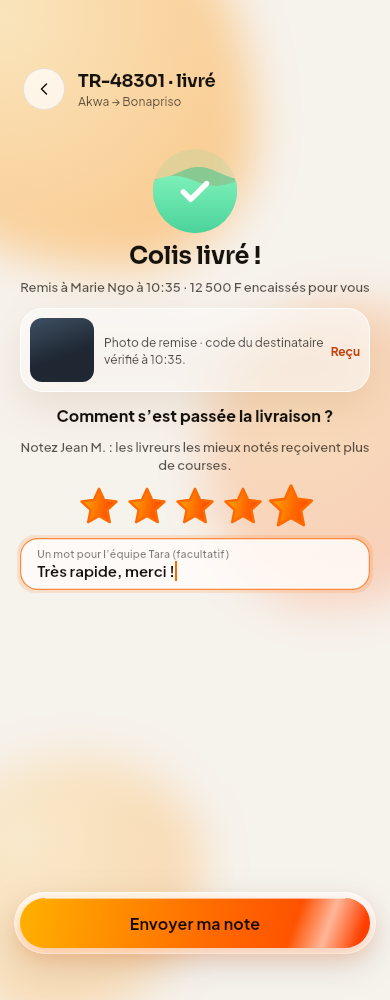 TR-48301 · livré
Akwa → Bonapriso
Colis livré !
Remis à Marie Ngo à 10:35 · 12 500 F encaissés pour vous
Photo de remise · code du destinataire
vérifié à 10:35.
Reçu
Comment s’est passée la livraison ?
Notez Jean M. : les livreurs les mieux notés reçoivent plus
de courses.
Un mot pour l’équipe Tara (facultatif)
Très rapide, merci !
Envoyer ma note